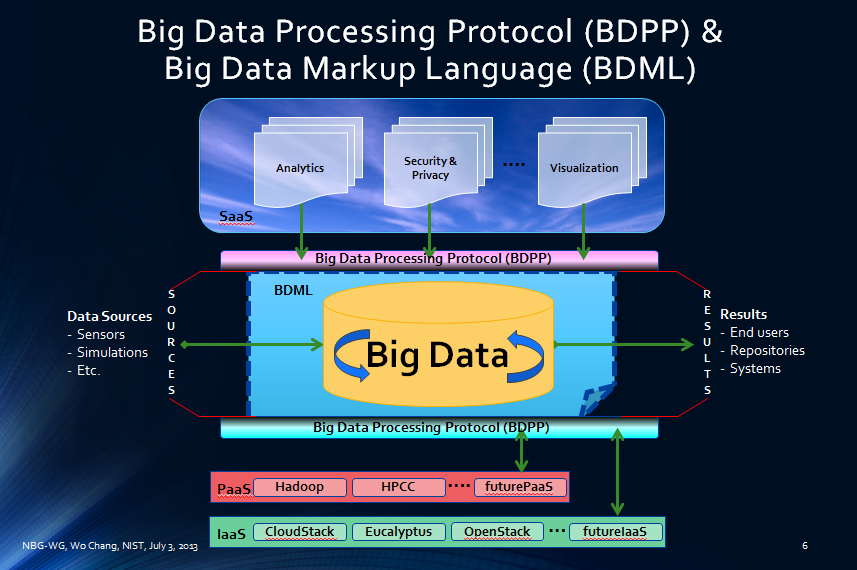 Big Data Processing Protocol (BDPP) &
Big Data Markup Language (BDML)
Analytics
Security &
Privacy
....
Visualization
SaaS
Big Data Processing Protocol (BDPP)
Data Sources
- Sensors
- Simulations
- Etc.
SOURCES
BDML
Big Data
RESULTS
Results
- End users
- Repositories
- Systems
Big Data Processing Protocol (BDPP)
PaaS Hadoop HPCC .... futurePaaS
IaaS CloudStack Eucalyptus OpenStack ... futureIaaS
NBG-WG, Wo Chang, NIST, July 3, 2013
6